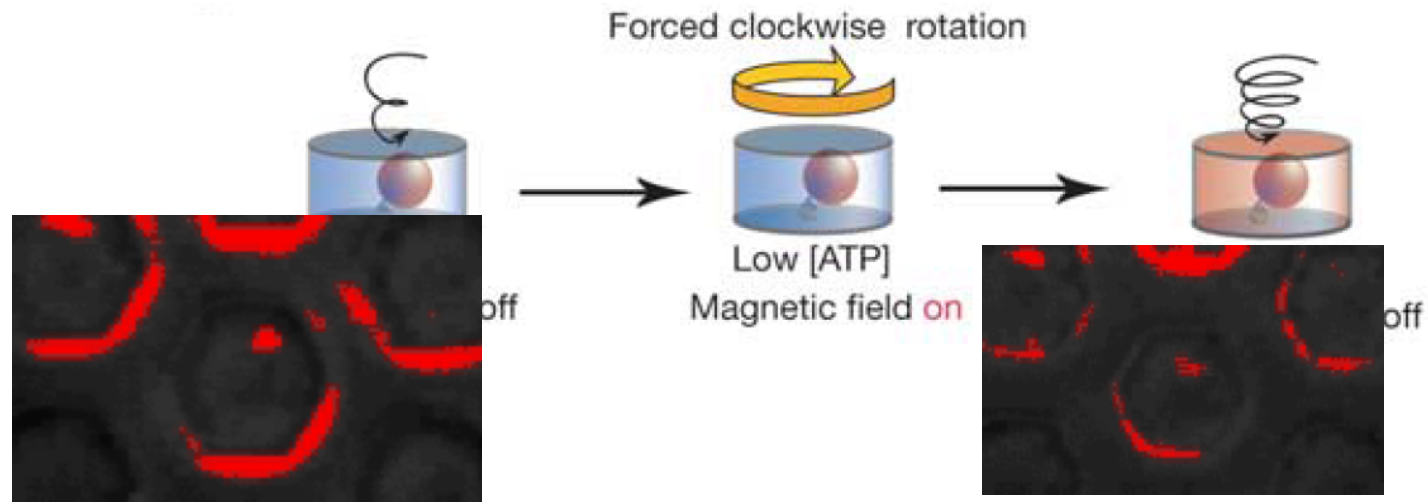 Forced clockwise rotation
Low [ATP]
off
Magnetic field on
off